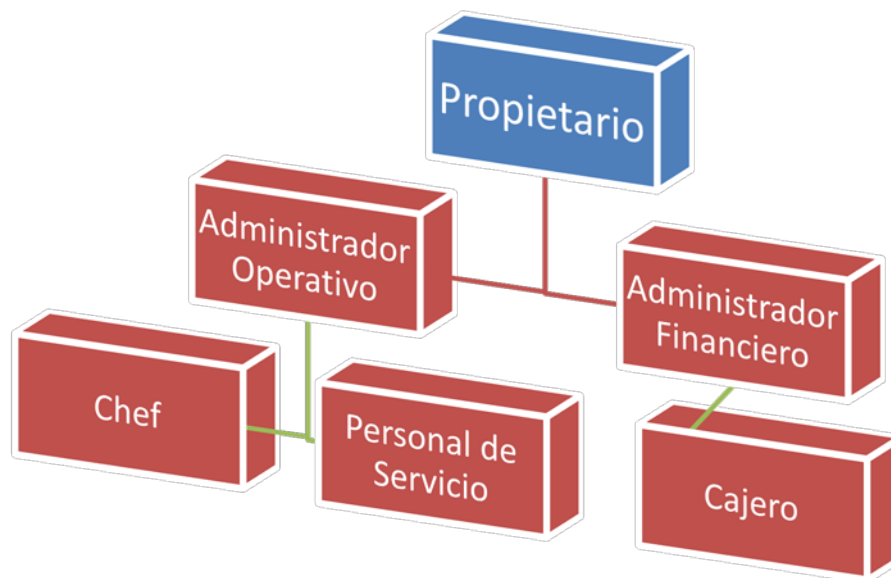 Propietario
Administrador
Operativo
Administrador
Financiero
Chef
Personal de
Servicio
Cajero